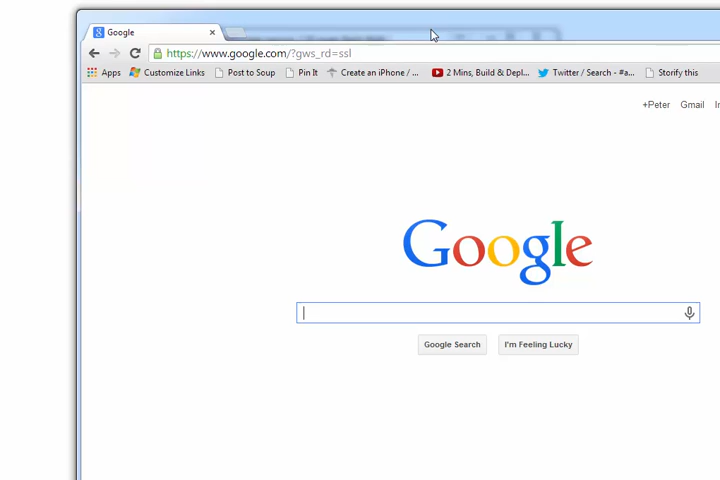 Google
https://www.google.com/?gws_rd=ssl
Apps Customize Links Post to Soup Pin It Create an iPhone / ... 2 Mins, Build & Depl... Twitter / Search - #a... Storify this
+Peter Gmail
Google
Google Search I'm Feeling Lucky